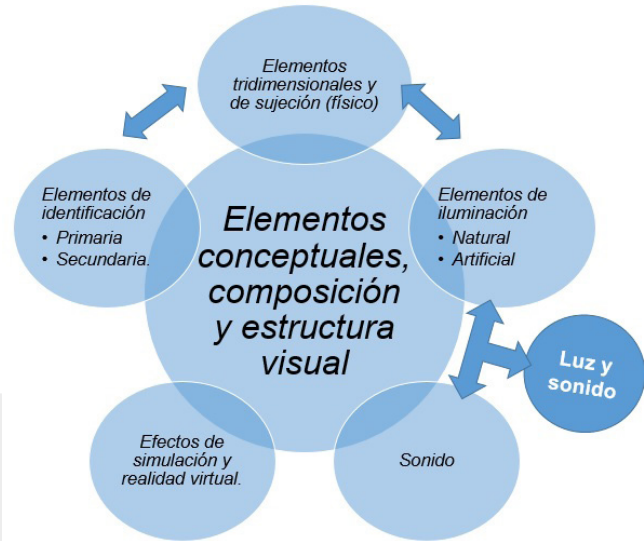 Elementos
tridimensionales y
de sujeción (físico)
Elementos de
identificación
• Primaria
• Secundaria.
Elementos
conceptuales,
composición
y estructura
visual
Elementos de
iluminación
• Natural
• Artificial
Luz y
sonido
Efectos de
simulación y
realidad virtual.
Sonido